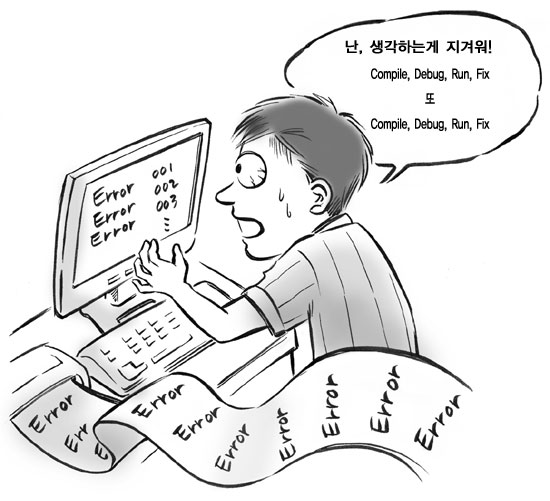 난, 생각하는게 지겨워!
Compile, Debug, Run, Fix
또
Compile, Debug, Run, Fix
Error 001
Error 002
Error 003
Error
Err
E
Error
Error
Error
Error
Error
Error
Error